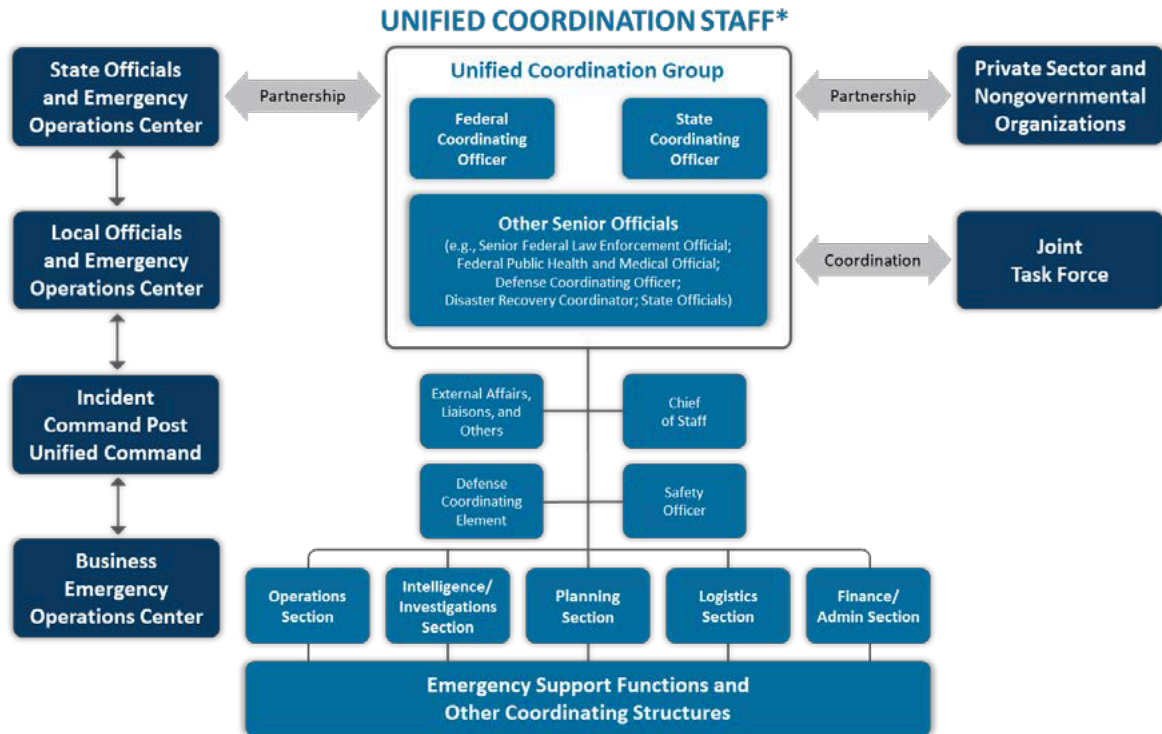 UNIFIED COORDINATION STAFF*
State Officials
and Emergency
Operations Center
Partnership
Unified Coordination Group
Federal
Coordinating
Officer
State
Coordinating
Officer
Other Senior Officials
(e.g., Senior Federal Law Enforcement Official;
Federal Public Health and Medical Official;
Defense Coordinating Officer;
Disaster Recovery Coordinator; State Officials)
Partnership
Private Sector and
Nongovernmental
Organizations
Coordination
Joint
Task Force
Local Officials
and Emergency
Operations Center
Incident
Command Post
Unified Command
Business
Emergency
Operations Center
External Affairs,
Liaisons, and
Others
Chief
of Staff
Defense
Coordinating
Element
Safety
Officer
Operations
Section
Intelligence/
Investigations
Section
Planning
Section
Logistics
Section
Finance/
Admin Section
Emergency Support Functions and
Other Coordinating Structures